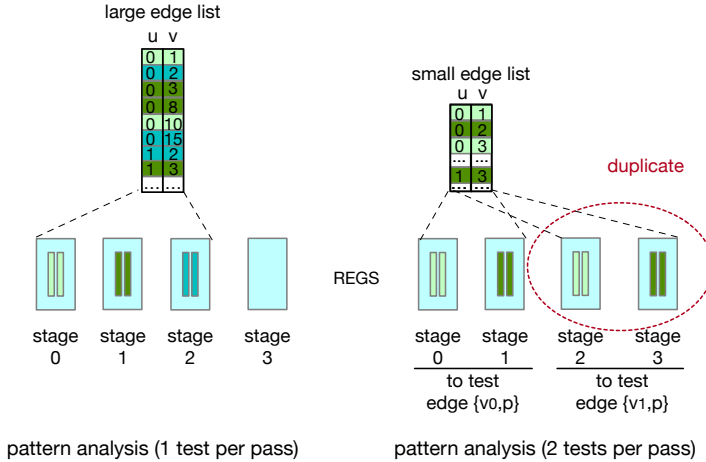 large edge list
u v
0 1
0 2
0 3
0 8
0 10
0 15
1 2
1 3
... ...
stage 0
stage 1
stage 2
stage 3
pattern analysis (1 test per pass)
REGS
small edge list
u v
0 1
0 2
0 3
... ...
1 3
... ...
duplicate
stage 0
stage 1
stage 2
stage 3
to test
edge {v0,p}
to test
edge {v1,p}
pattern analysis (2 tests per pass)